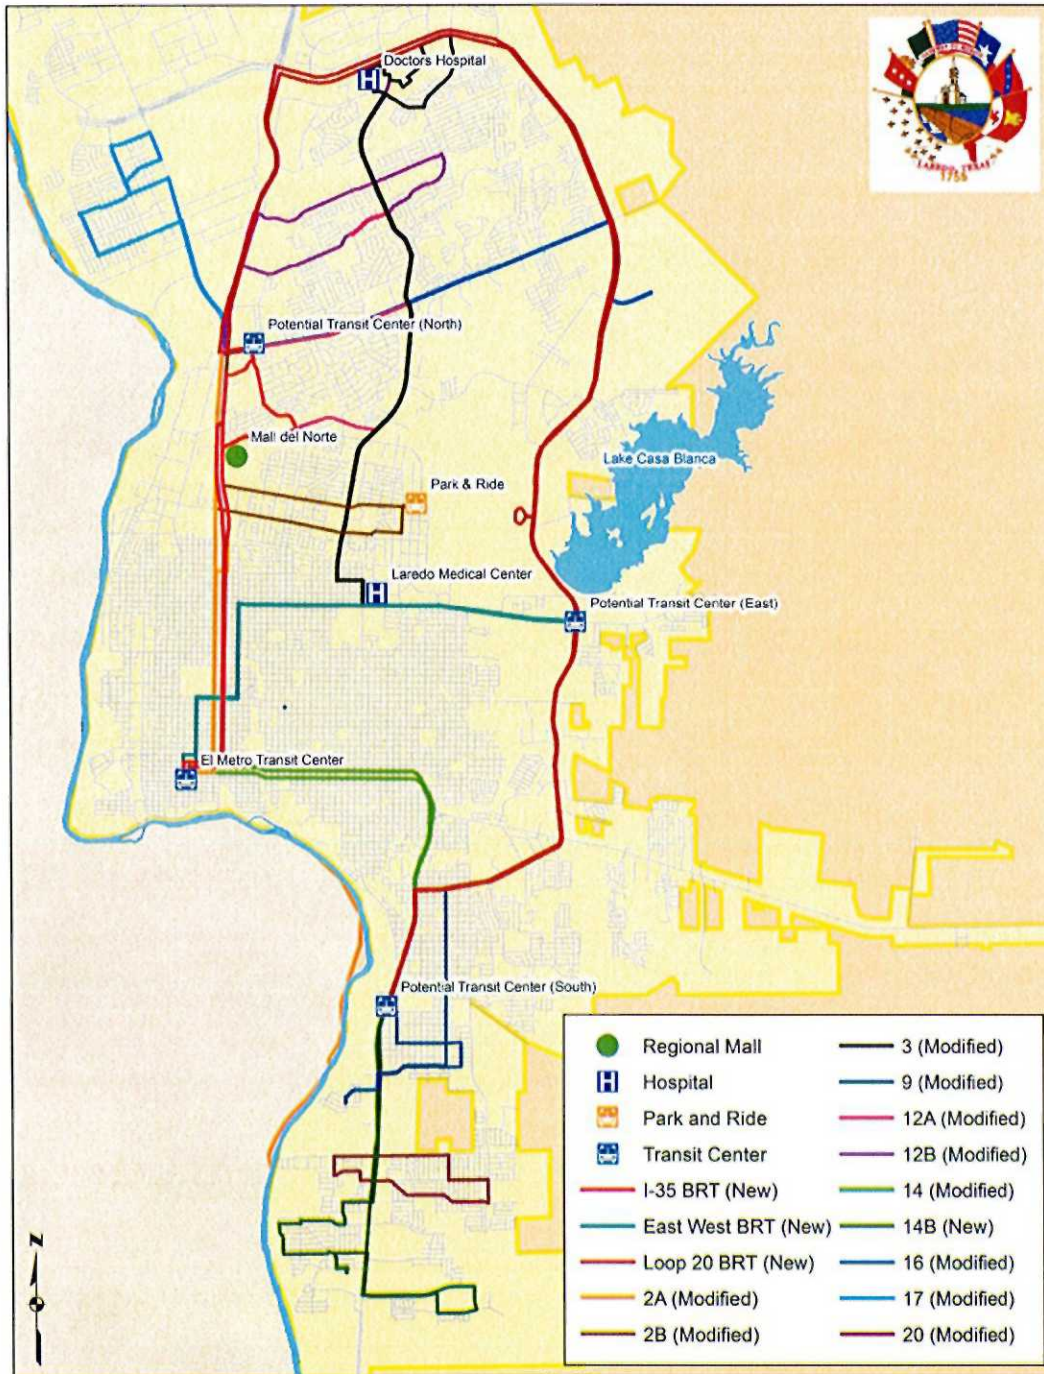 Doctors Hospital
LAREDO, TEXAS
1755
Potential Transit Center (North)
Mall del Norte
Lake Casa Blanca
Park & Ride
Laredo Medical Center
Potential Transit Center (East)
El Metro Transit Center
Potential Transit Center (South)
Regional Mall
Hospital
Park and Ride
Transit Center
I-35 BRT (New)
East West BRT (New)
Loop 20 BRT (New)
2A (Modified)
2B (Modified)
3 (Modified)
9 (Modified)
12A (Modified)
12B (Modified)
14 (Modified)
14B (New)
16 (Modified)
17 (Modified)
20 (Modified)
H
H
H
N